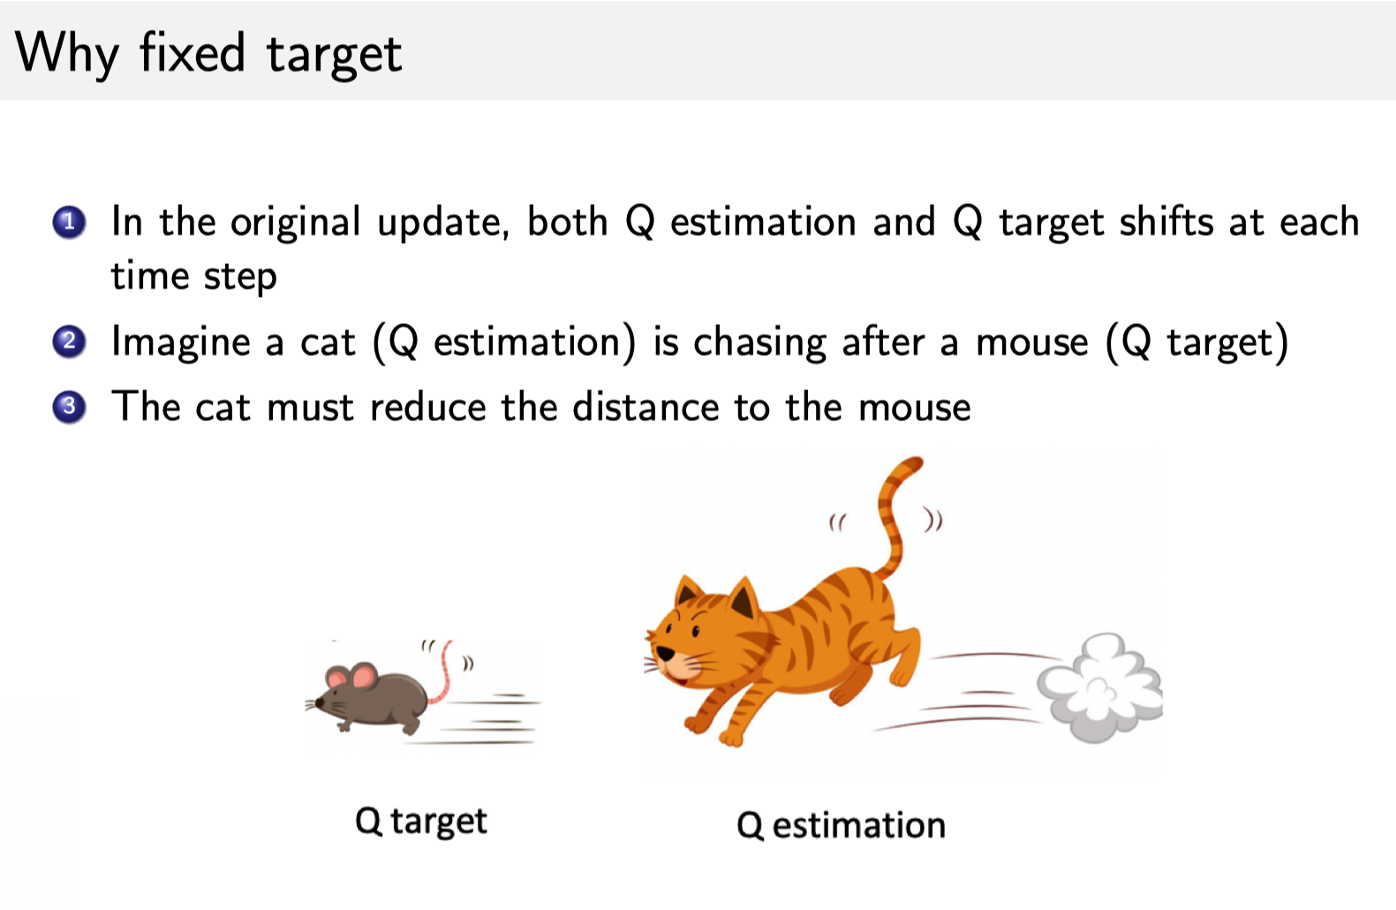 Why fixed target
1 In the original update, both Q estimation and Q target shifts at each
time step
2 Imagine a cat (Q estimation) is chasing after a mouse (Q target)
3 The cat must reduce the distance to the mouse
Q target
Q estimation